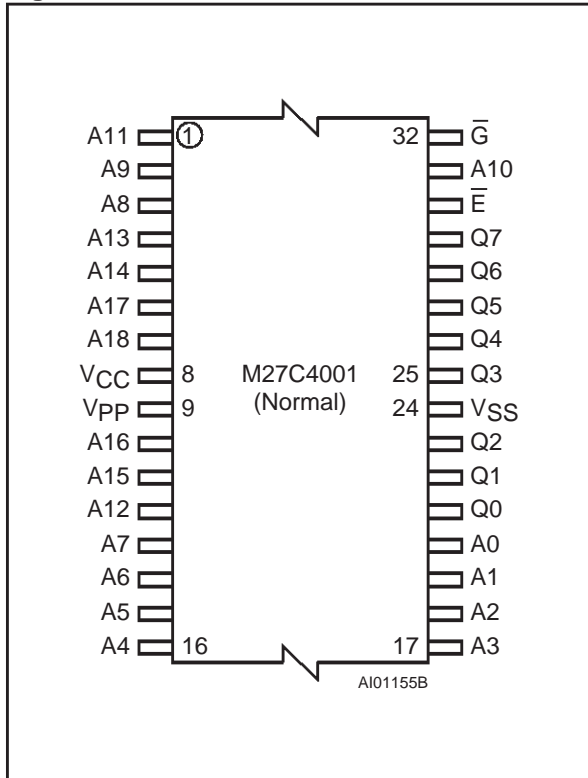 A11 1 32 G̅
A9 A10
A8 E̅
A13 Q7
A14 Q6
A17 Q5
A18 Q4
VCC 8 M27C4001 25 Q3
VPP 9 (Normal) 24 VSS
A16 Q2
A15 Q1
A12 Q0
A7 A0
A6 A1
A5 A2
A4 16 17 A3
AI01155B